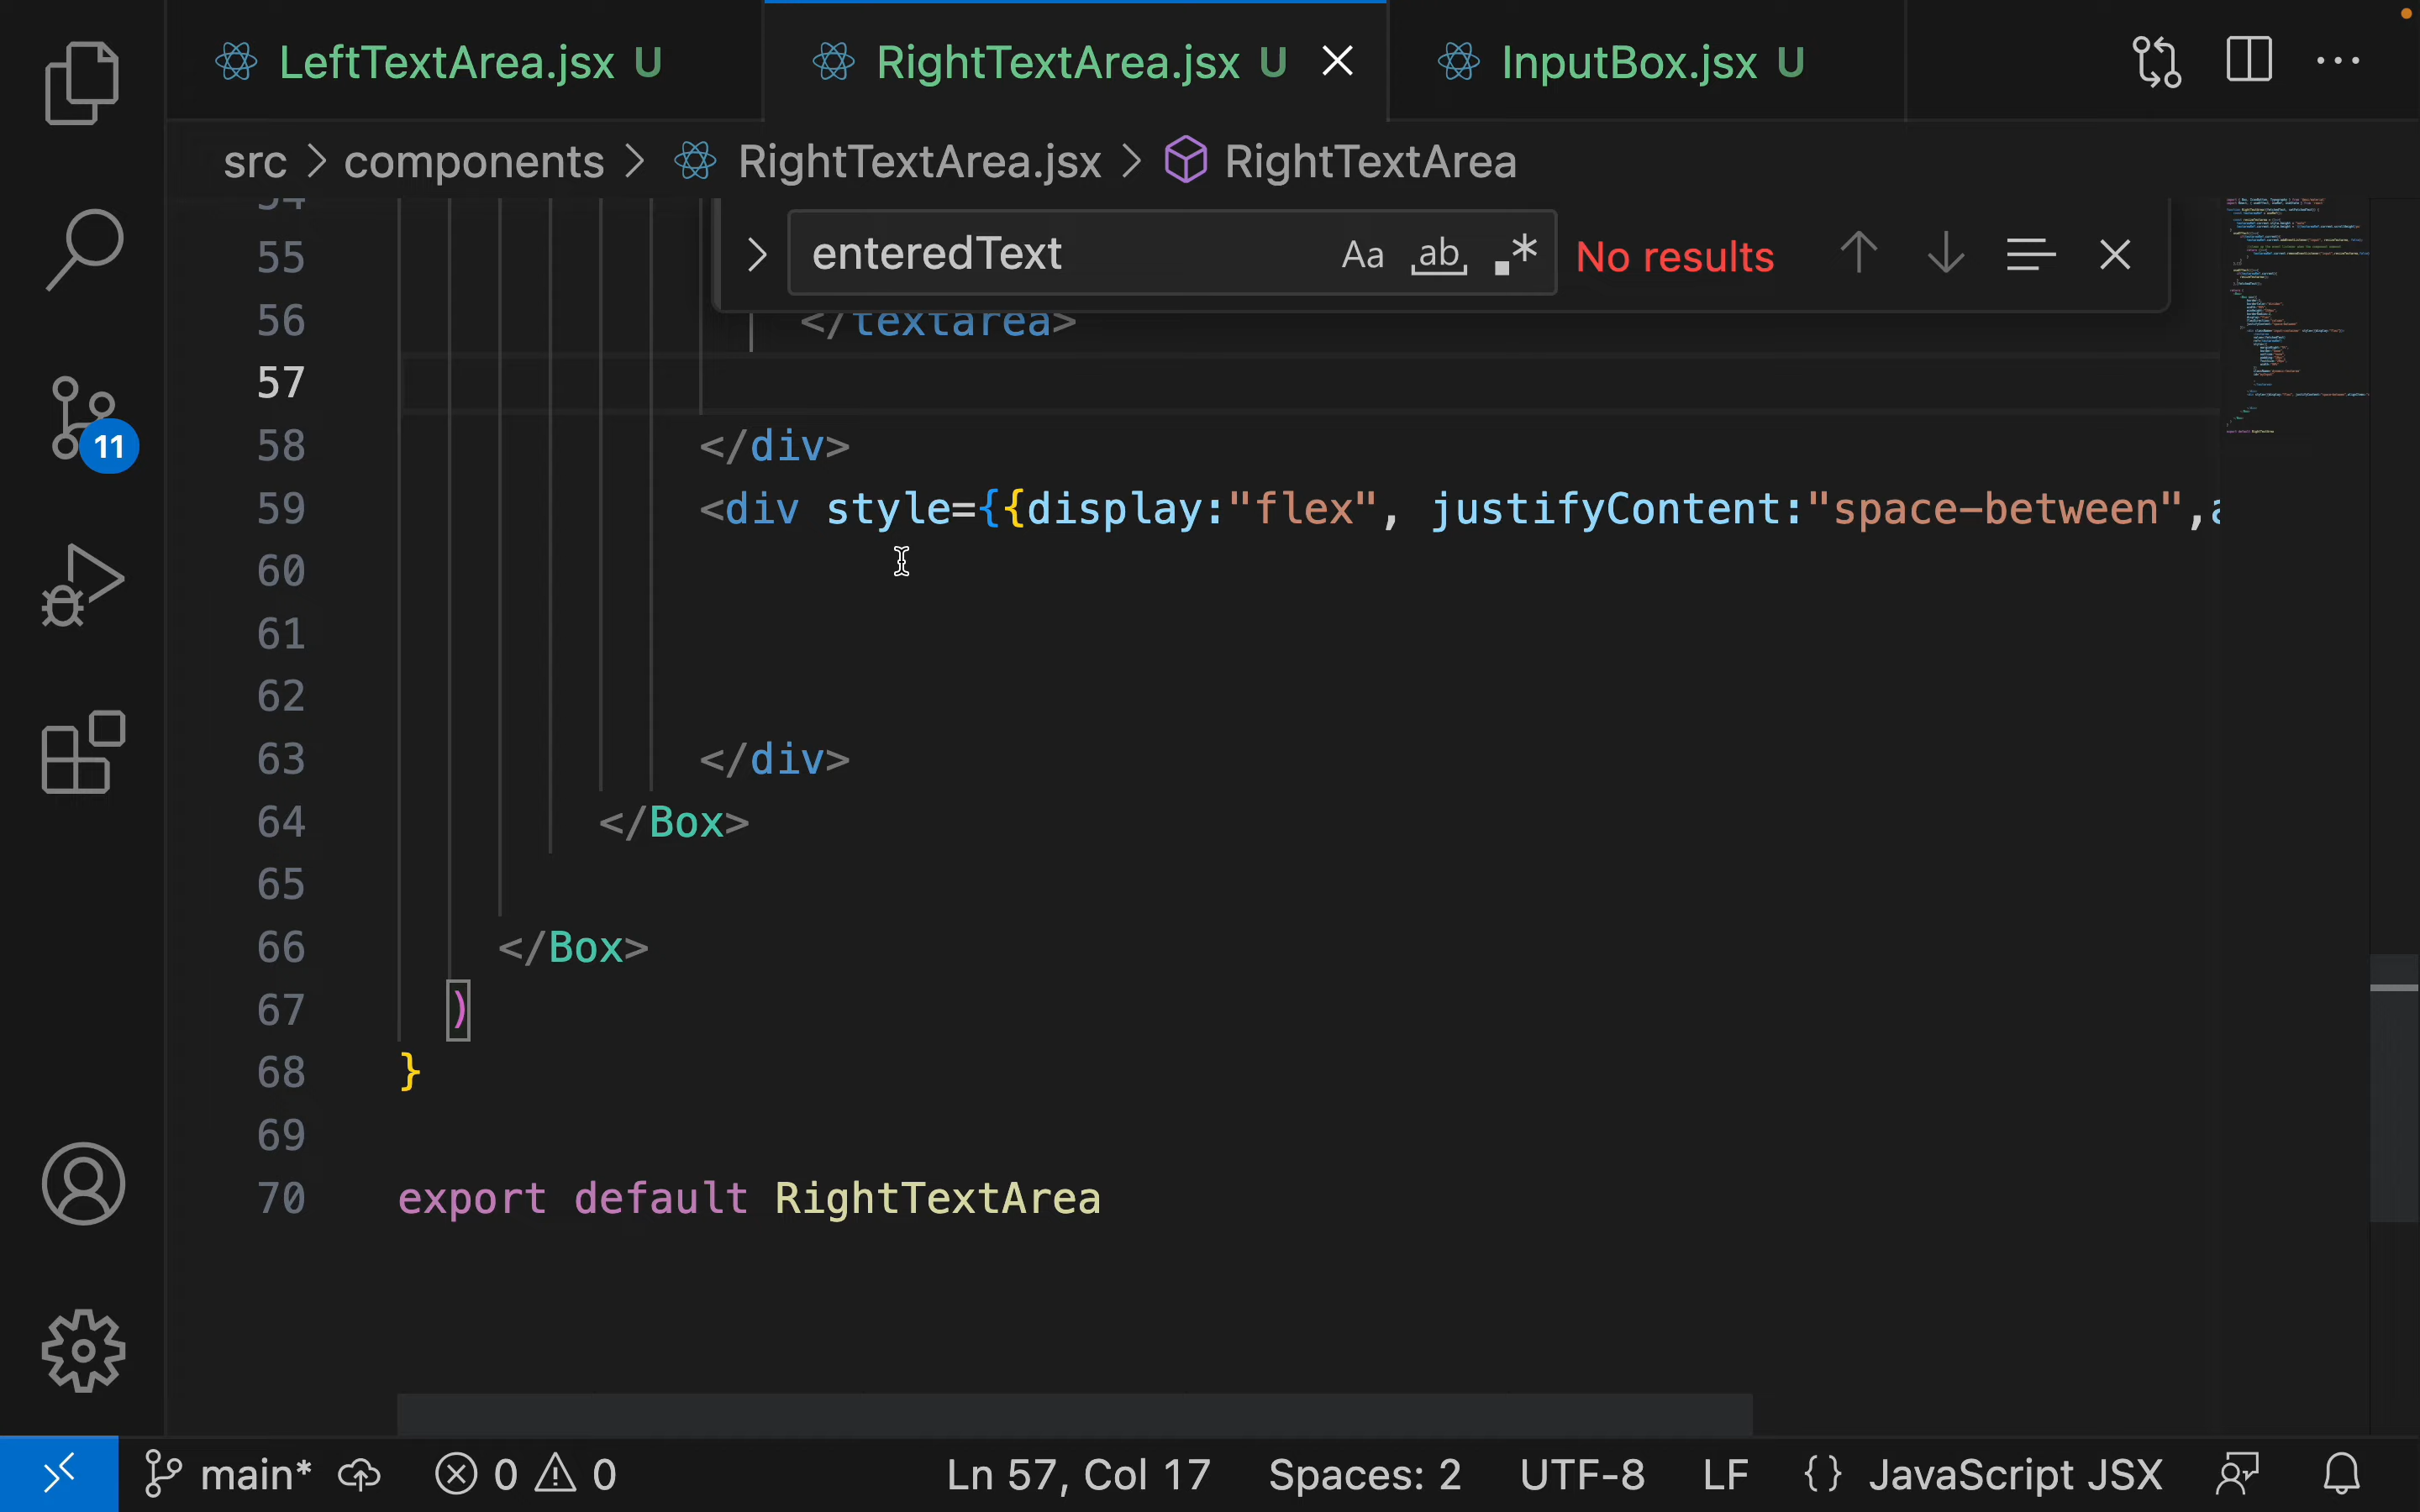 LeftTextArea.jsx U
RightTextArea.jsx U
InputBox.jsx U
src > components > RightTextArea.jsx > RightTextArea
enteredText Aa ab .* No results
55
56 </textarea>
57
58 </div>
59 <div style={{display:"flex", justifyContent:"space-between",a
60
61
62
63 </div>
64 </Box>
65
66 </Box>
67 )
68 }
69
70 export default RightTextArea
11
main* 0 0 Ln 57, Col 17 Spaces: 2 UTF-8 LF {} JavaScript JSX